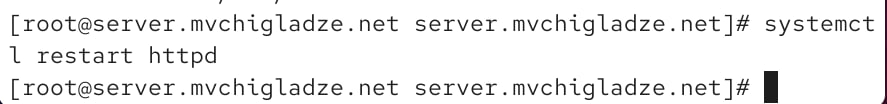 [root@server.mvchigladze.net server.mvchigladze.net]# systemct
l restart httpd
[root@server.mvchigladze.net server.mvchigladze.net]#